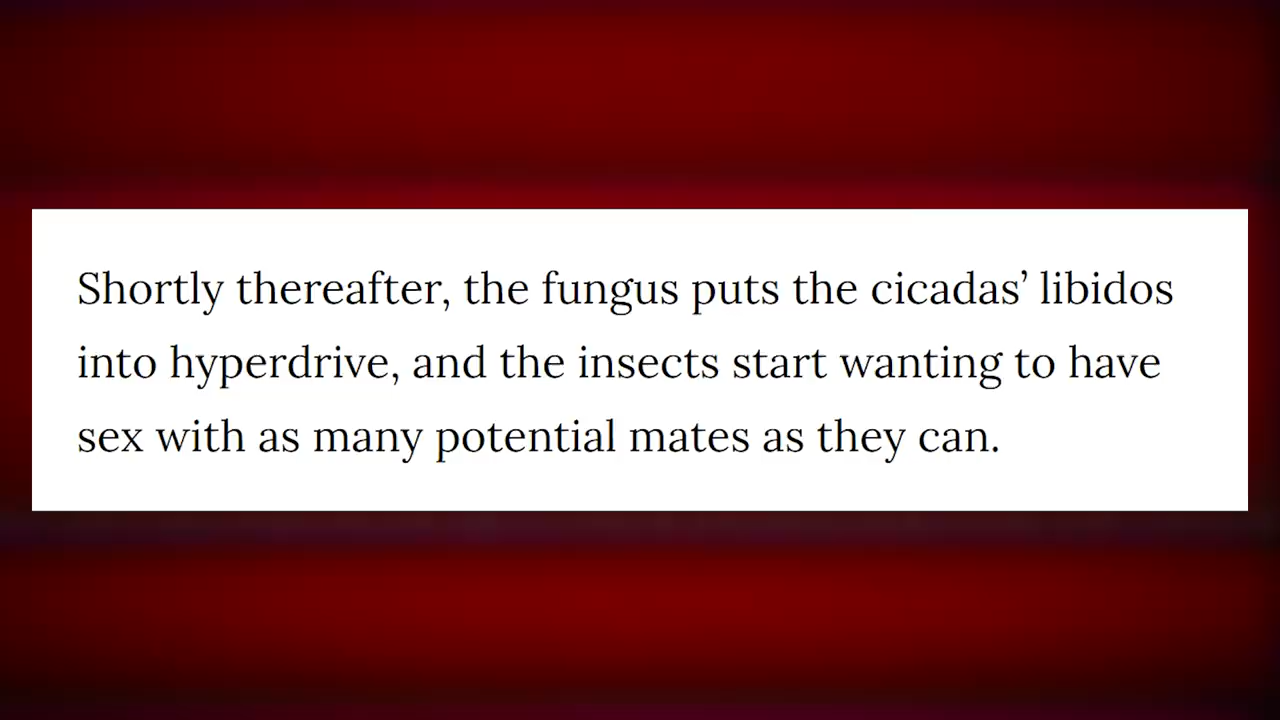 Shortly thereafter, the fungus puts the cicadas’ libidos
into hyperdrive, and the insects start wanting to have
sex with as many potential mates as they can.